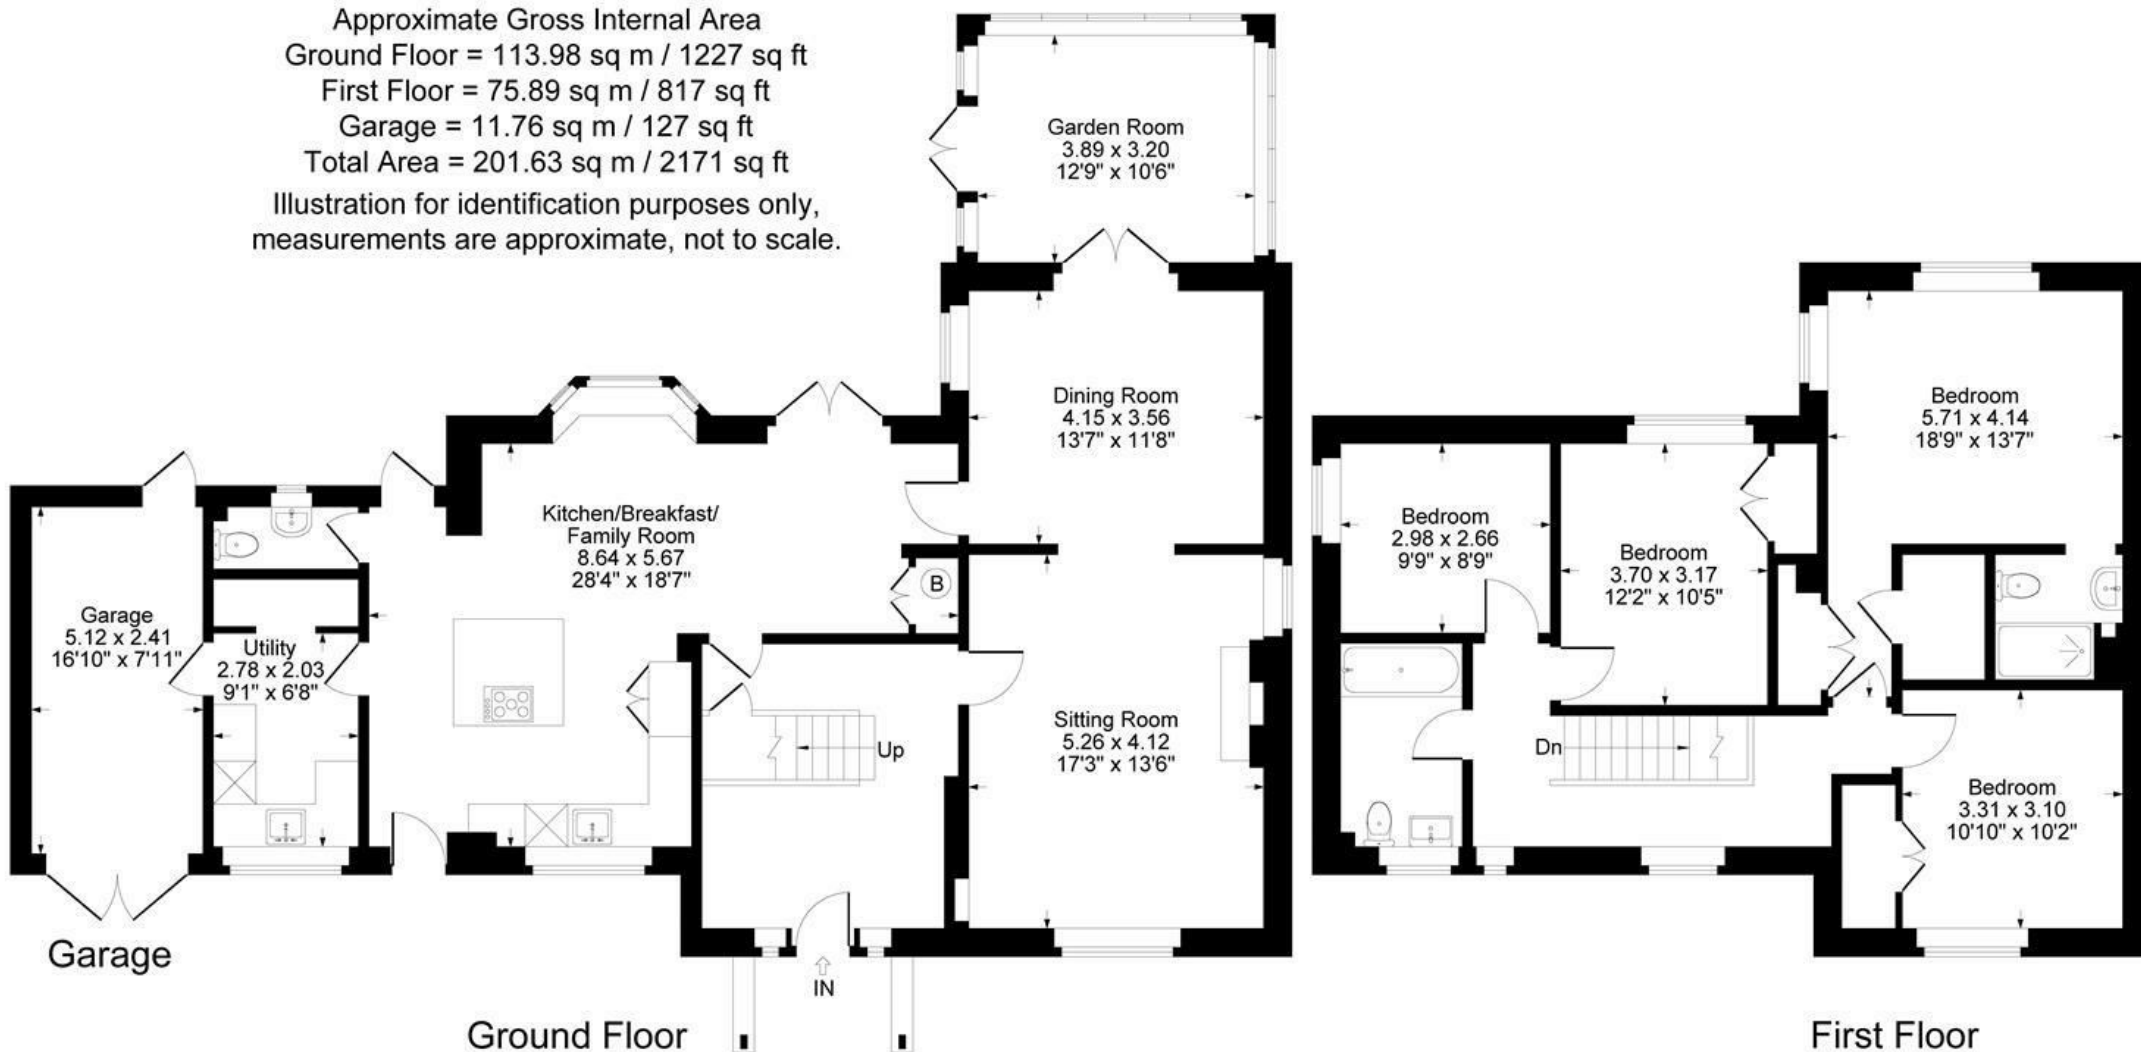 Approximate Gross Internal Area
Ground Floor = 113.98 sq m / 1227 sq ft
First Floor = 75.89 sq m / 817 sq ft
Garage = 11.76 sq m / 127 sq ft
Total Area = 201.63 sq m / 2171 sq ft
Illustration for identification purposes only,
measurements are approximate, not to scale.
Garden Room
3.89 x 3.20
12'9" x 10'6"
Dining Room
4.15 x 3.56
13'7" x 11'8"
Kitchen/Breakfast/
Family Room
8.64 x 5.67
28'4" x 18'7"
B
Garage
5.12 x 2.41
16'10" x 7'11"
Utility
2.78 x 2.03
9'1" x 6'8"
Up
Sitting Room
5.26 x 4.12
17'3" x 13'6"
IN
Garage
Ground Floor
Bedroom
5.71 x 4.14
18'9" x 13'7"
Bedroom
2.98 x 2.66
9'9" x 8'9"
Bedroom
3.70 x 3.17
12'2" x 10'5"
Dn
Bedroom
3.31 x 3.10
10'10" x 10'2"
First Floor